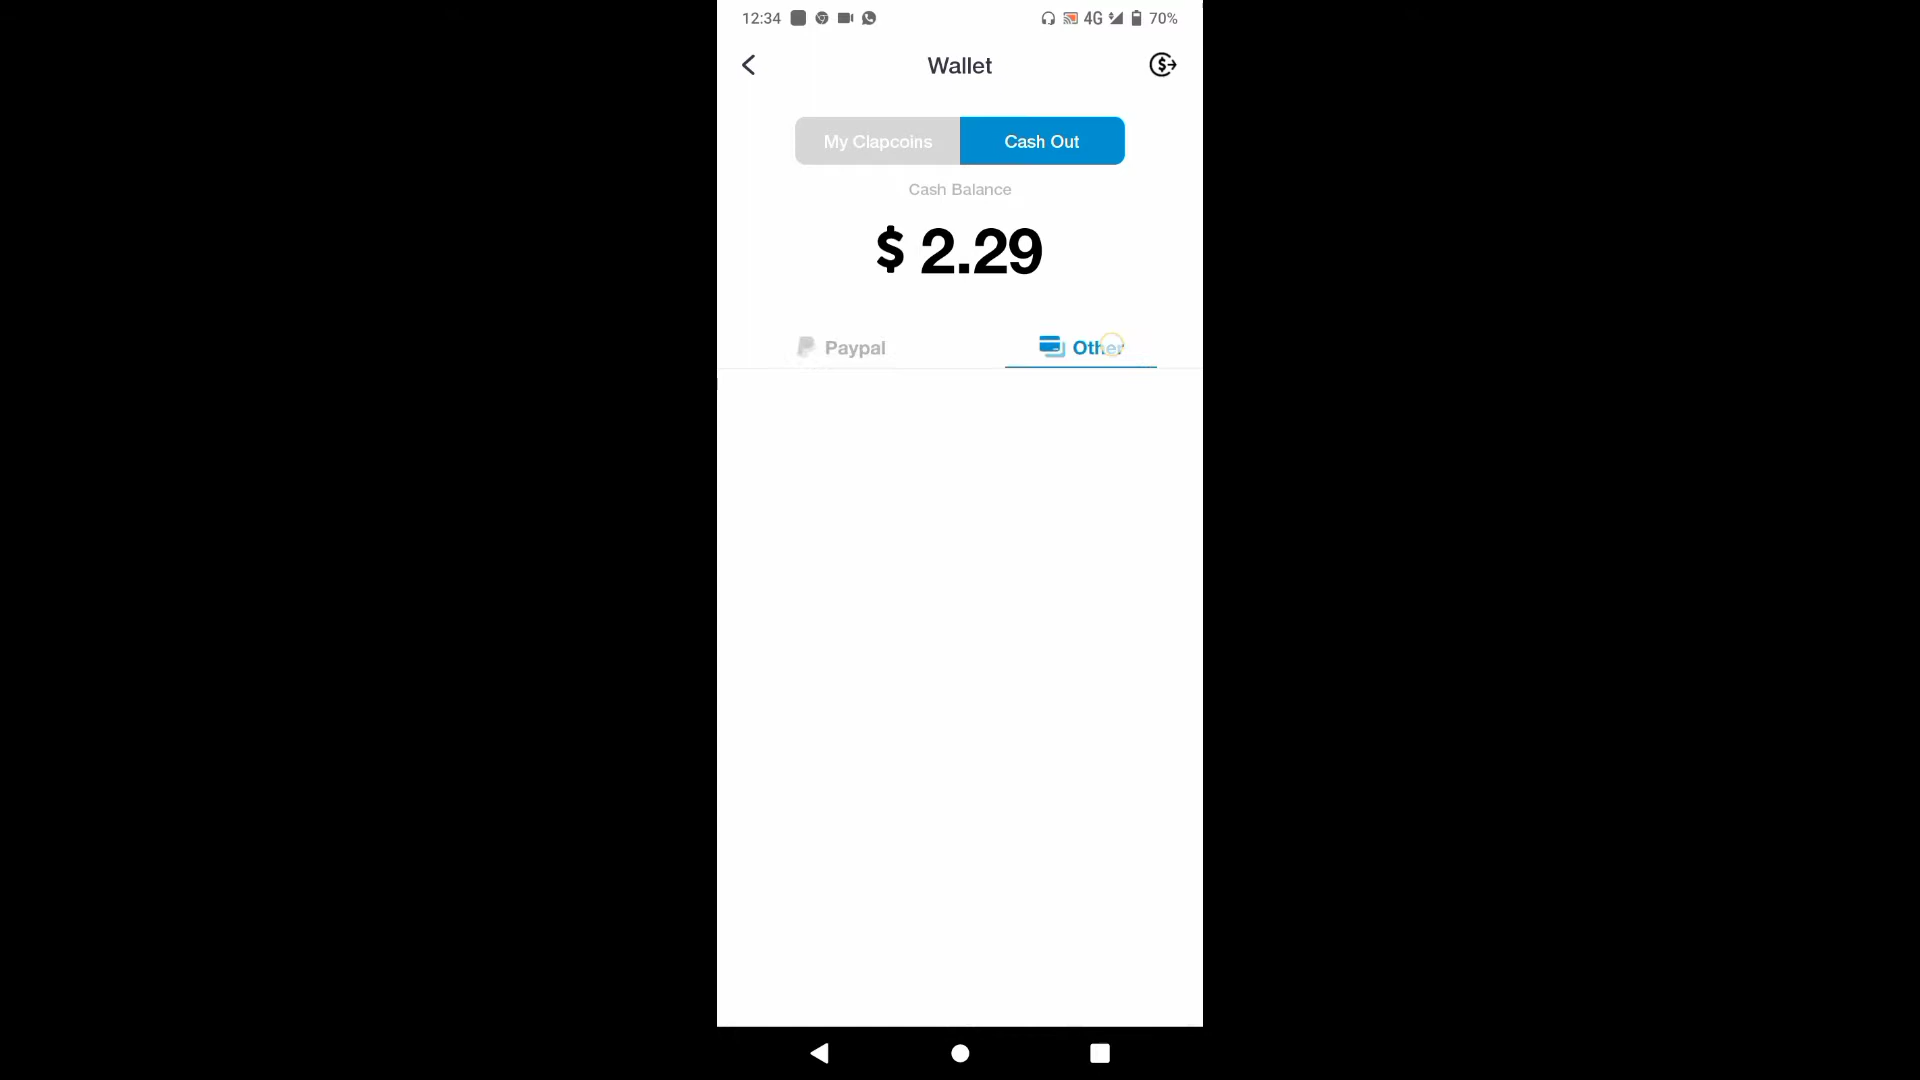 12:34 4G 70%
Wallet
My Clapcoins Cash Out
Cash Balance
$ 2.29
Paypal Other